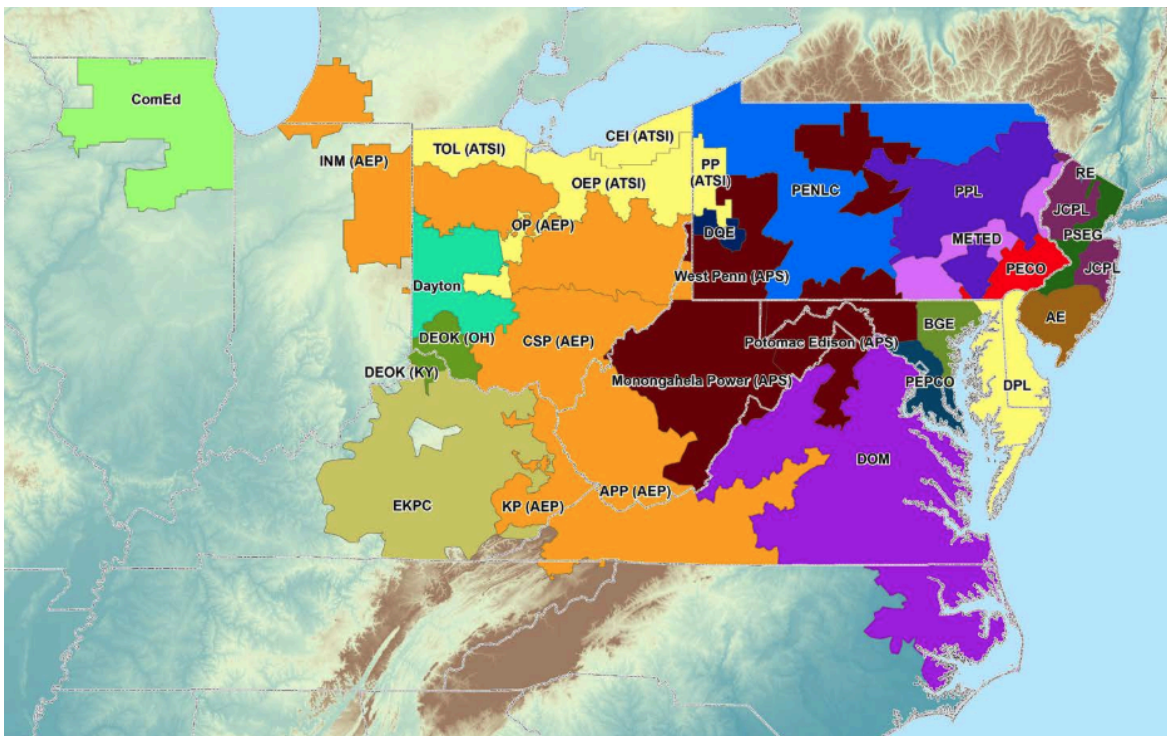 ComEd
CEI (ATSI)
TOL (ATSI)
INM (AEP)
PP
(ATSI)
RE
OEP (ATSI)
PENLC
PPL
JCPL
OP (AEP)
DQE
PSEG
METED
JCPL
PECO
West Penn (APS)
Dayton
AE
BGE
DEOK (OH)
CSP (AEP)
Potomac Edison (APS)
DEOK (KY)
Monongahela Power (APS)
PEPCO
DPL
DOM
APP (AEP)
KP (AEP)
EKPC